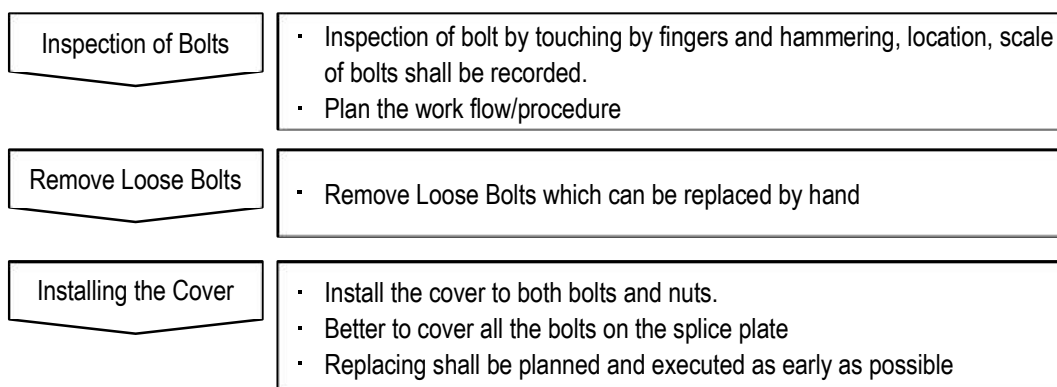 Inspection of Bolts
· Inspection of bolt by touching by fingers and hammering, location, scale
of bolts shall be recorded.
· Plan the work flow/procedure
Remove Loose Bolts
· Remove Loose Bolts which can be replaced by hand
Installing the Cover
· Install the cover to both bolts and nuts.
· Better to cover all the bolts on the splice plate
· Replacing shall be planned and executed as early as possible